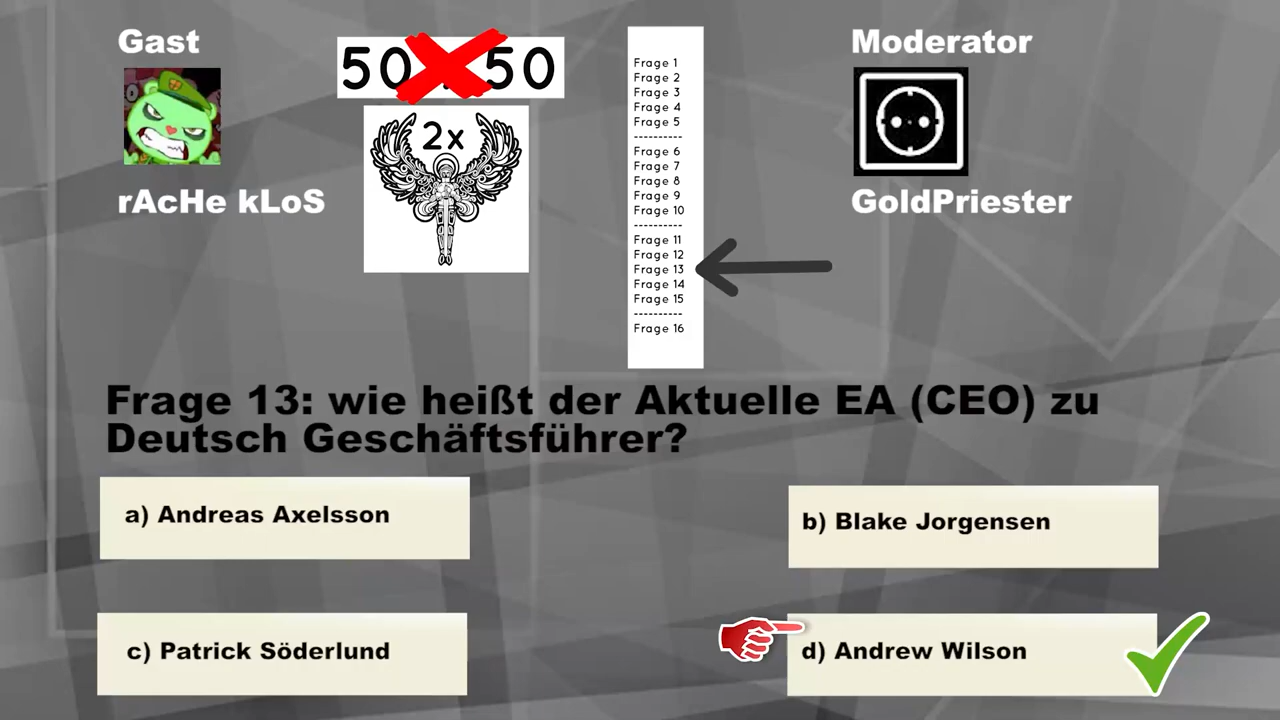 Gast
rAcHe kLoS
50 50
2x
Frage 1
Frage 2
Frage 3
Frage 4
Frage 5
----------
Frage 6
Frage 7
Frage 8
Frage 9
Frage 10
----------
Frage 11
Frage 12
Frage 13
Frage 14
Frage 15
----------
Frage 16
Moderator
GoldPriester
Frage 13: wie heißt der Aktuelle EA (CEO) zu
Deutsch Geschäftsführer?
a) Andreas Axelsson
b) Blake Jorgensen
c) Patrick Söderlund
d) Andrew Wilson